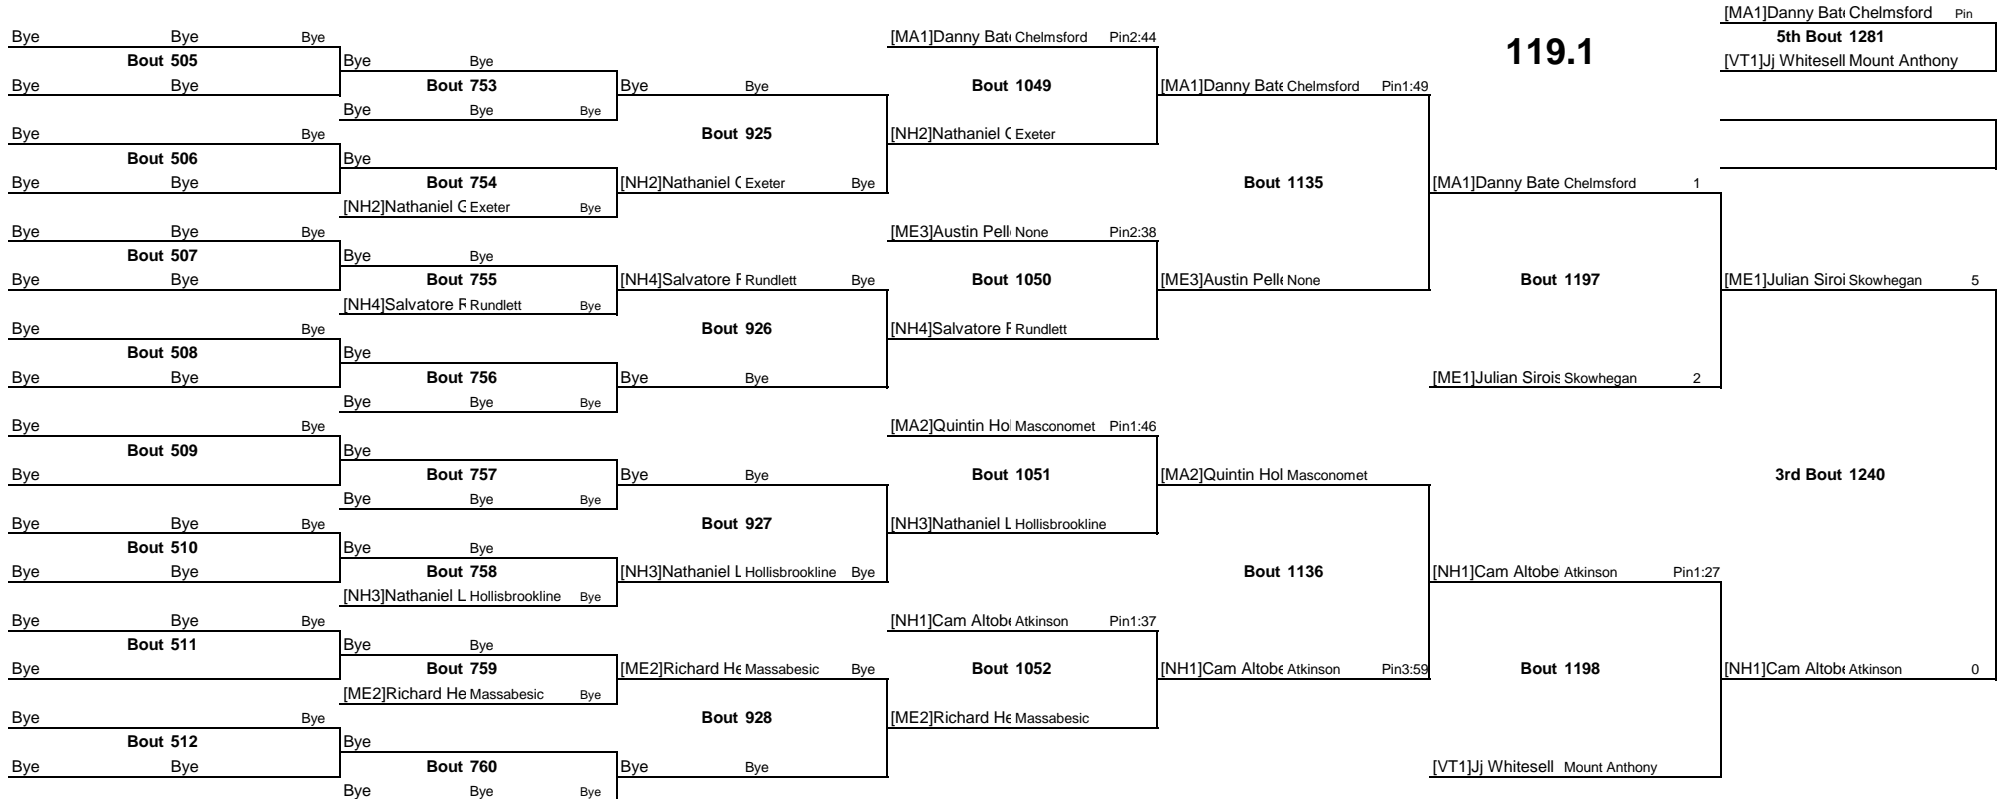 [MA1]Danny Bat Chelmsford Pin
Bye Bye Bye [MA1]Danny Bat Chelmsford Pin2:44 119.1 5th Bout 1281
Bout 505 Bye Bye [VT1]Jj Whitesell Mount Anthony
Bye Bye Bout 753 Bye Bye Bout 1049 [MA1]Danny Bate Chelmsford Pin1:49
Bye Bye Bye
Bye Bye Bout 925 [NH2]Nathaniel Exeter
Bout 506 Bye
Bye Bye Bout 754 [NH2]Nathaniel Exeter Bye Bout 1135 [MA1]Danny Bate Chelmsford 1
[NH2]Nathaniel G Exeter Bye
Bye Bye Bye [ME3]Austin Pell None Pin2:38
Bout 507 Bye Bye
Bye Bye Bout 755 [NH4]Salvatore Rundlett Bye Bout 1050 [ME3]Austin Pelle None Bout 1197 [ME1]Julian Siroi Skowhegan 5
[NH4]Salvatore R Rundlett Bye
Bye Bye Bout 926 [NH4]Salvatore Rundlett
Bout 508 Bye
Bye Bye Bout 756 Bye Bye [ME1]Julian Sirois Skowhegan 2
Bye Bye Bye
Bye Bye [MA2]Quintin Hol Masconomet Pin1:46
Bout 509 Bye
Bye Bout 757 Bye Bye Bout 1051 [MA2]Quintin Hol Masconomet 3rd Bout 1240
Bye Bye Bye
Bye Bye Bye Bout 927 [NH3]Nathaniel L Hollisbrookline
Bout 510 Bye Bye
Bye Bye Bout 758 [NH3]Nathaniel L Hollisbrookline Bye Bout 1136 [NH1]Cam Altobe Atkinson Pin1:27
[NH3]Nathaniel L Hollisbrookline Bye
Bye Bye Bye [NH1]Cam Altobe Atkinson Pin1:37
Bout 511 Bye Bye
Bye Bout 759 [ME2]Richard He Massabesic Bye Bout 1052 [NH1]Cam Altobe Atkinson Pin3:59 Bout 1198 [NH1]Cam Altobe Atkinson 0
[ME2]Richard He Massabesic Bye
Bye Bye Bout 928 [ME2]Richard He Massabesic
Bout 512 Bye
Bye Bye Bout 760 Bye Bye [VT1]Jj Whitesell Mount Anthony
Bye Bye Bye